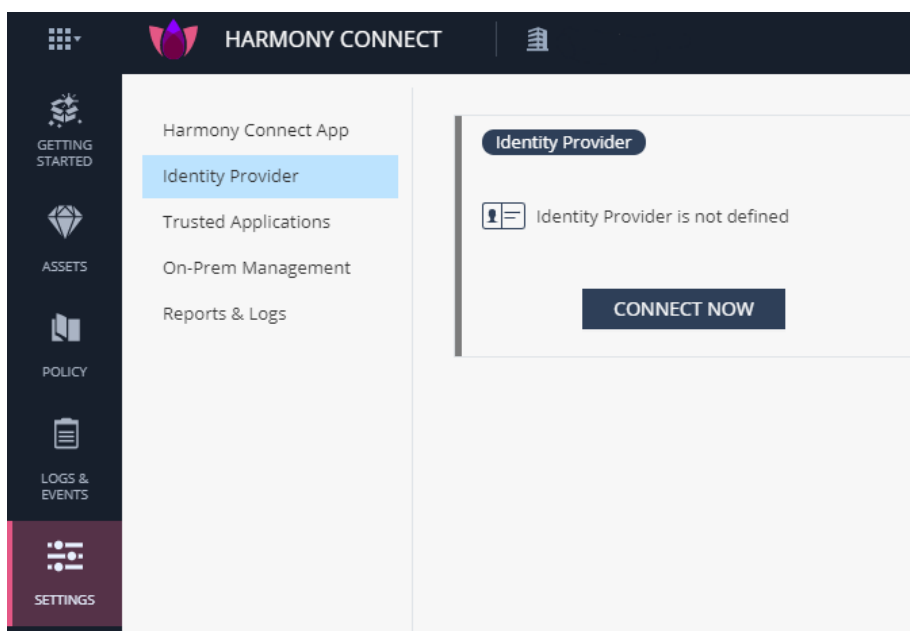 HARMONY CONNECT
GETTING
STARTED
ASSETS
POLICY
LOGS &
EVENTS
SETTINGS
Harmony Connect App
Identity Provider
Trusted Applications
On-Prem Management
Reports & Logs
Identity Provider
Identity Provider is not defined
CONNECT NOW